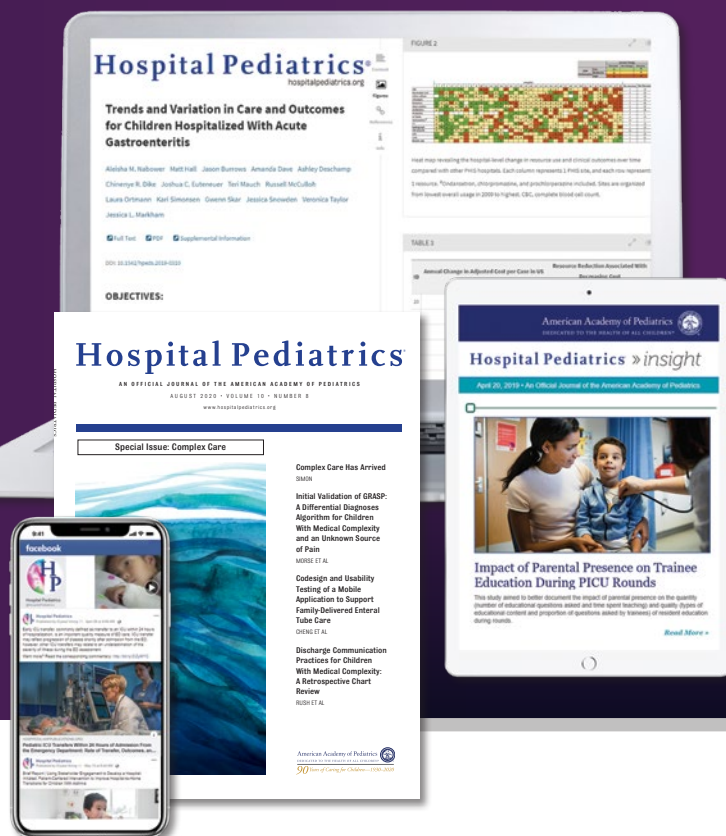 Hospital Pediatrics®
hospitalpediatrics.org
Trends and Variation in Care and Outcomes
for Children Hospitalized With Acute
Gastroenteritis
Aleisha M. Nabower Matt Hall Jason Burrows Amanda Dave Ashley Deschamp
Chinenye R. Dike Joshua C. Euteneuer Teri Mauch Russell McCulloh
Laura Ortmann Kari Simonsen Gwenn Skar Jessica Snowden Veronica Taylor
Jessica L. Markham
Full Text PDF Supplemental Information
OBJECTIVES:
FIGURE 2
Heat map revealing the hospital-level change in resource use and clinical outcomes over time
compared with other PHIS hospitals. Each column represents 1 PHIS site, and each row represent
1 resource. Ondansetron, chlorpromazine, and prochlorperazine included. Sites are organized
from lowest overall usage in 2009 to highest. CBC, complete blood cell count.
TABLE 3
Annual Change in Adjusted Cost per Case in US
Resource Reduction Associated With
Decreasing Cost
Hospital Pediatrics
AN OFFICIAL JOURNAL OF THE AMERICAN ACADEMY OF PEDIATRICS
AUGUST 2020 • VOLUME 10 • NUMBER 8
www.hospitalpediatrics.org
Special Issue: Complex Care
Complex Care Has Arrived
SIMON
Initial Validation of GRASP:
A Differential Diagnoses
Algorithm for Children
With Medical Complexity
and an Unknown Source
of Pain
MORSE ET AL
Codesign and Usability
Testing of a Mobile
Application to Support
Family-Delivered Enteral
Tube Care
CHENG ET AL
Discharge Communication
Practices for Children
With Medical Complexity:
A Retrospective Chart
Review
RUSH ET AL
American Academy of Pediatrics
DEDICATED TO THE HEALTH OF ALL CHILDREN®
90 Years of Caring for Children—1930–2020
American Academy of Pediatrics
DEDICATED TO THE HEALTH OF ALL CHILDREN®
Hospital Pediatrics »insight
April 20, 2019 • An Official Journal of the American Academy of Pediatrics
Impact of Parental Presence on Trainee
Education During PICU Rounds
This study aimed to better document the impact of parental presence on the quantity
(number of educational questions asked and time spent teaching) and quality (types of
educational content and proportion of questions asked by trainees) of resident education
during rounds.
Read More »
9:41
facebook
Hospital Pediatrics
Hospital Pediatrics
Pediatric ICU Transfers Within 24 Hours of Admission From
the Emergency Department: Rate of Transfer, Outcomes, an...
Hospital Pediatrics